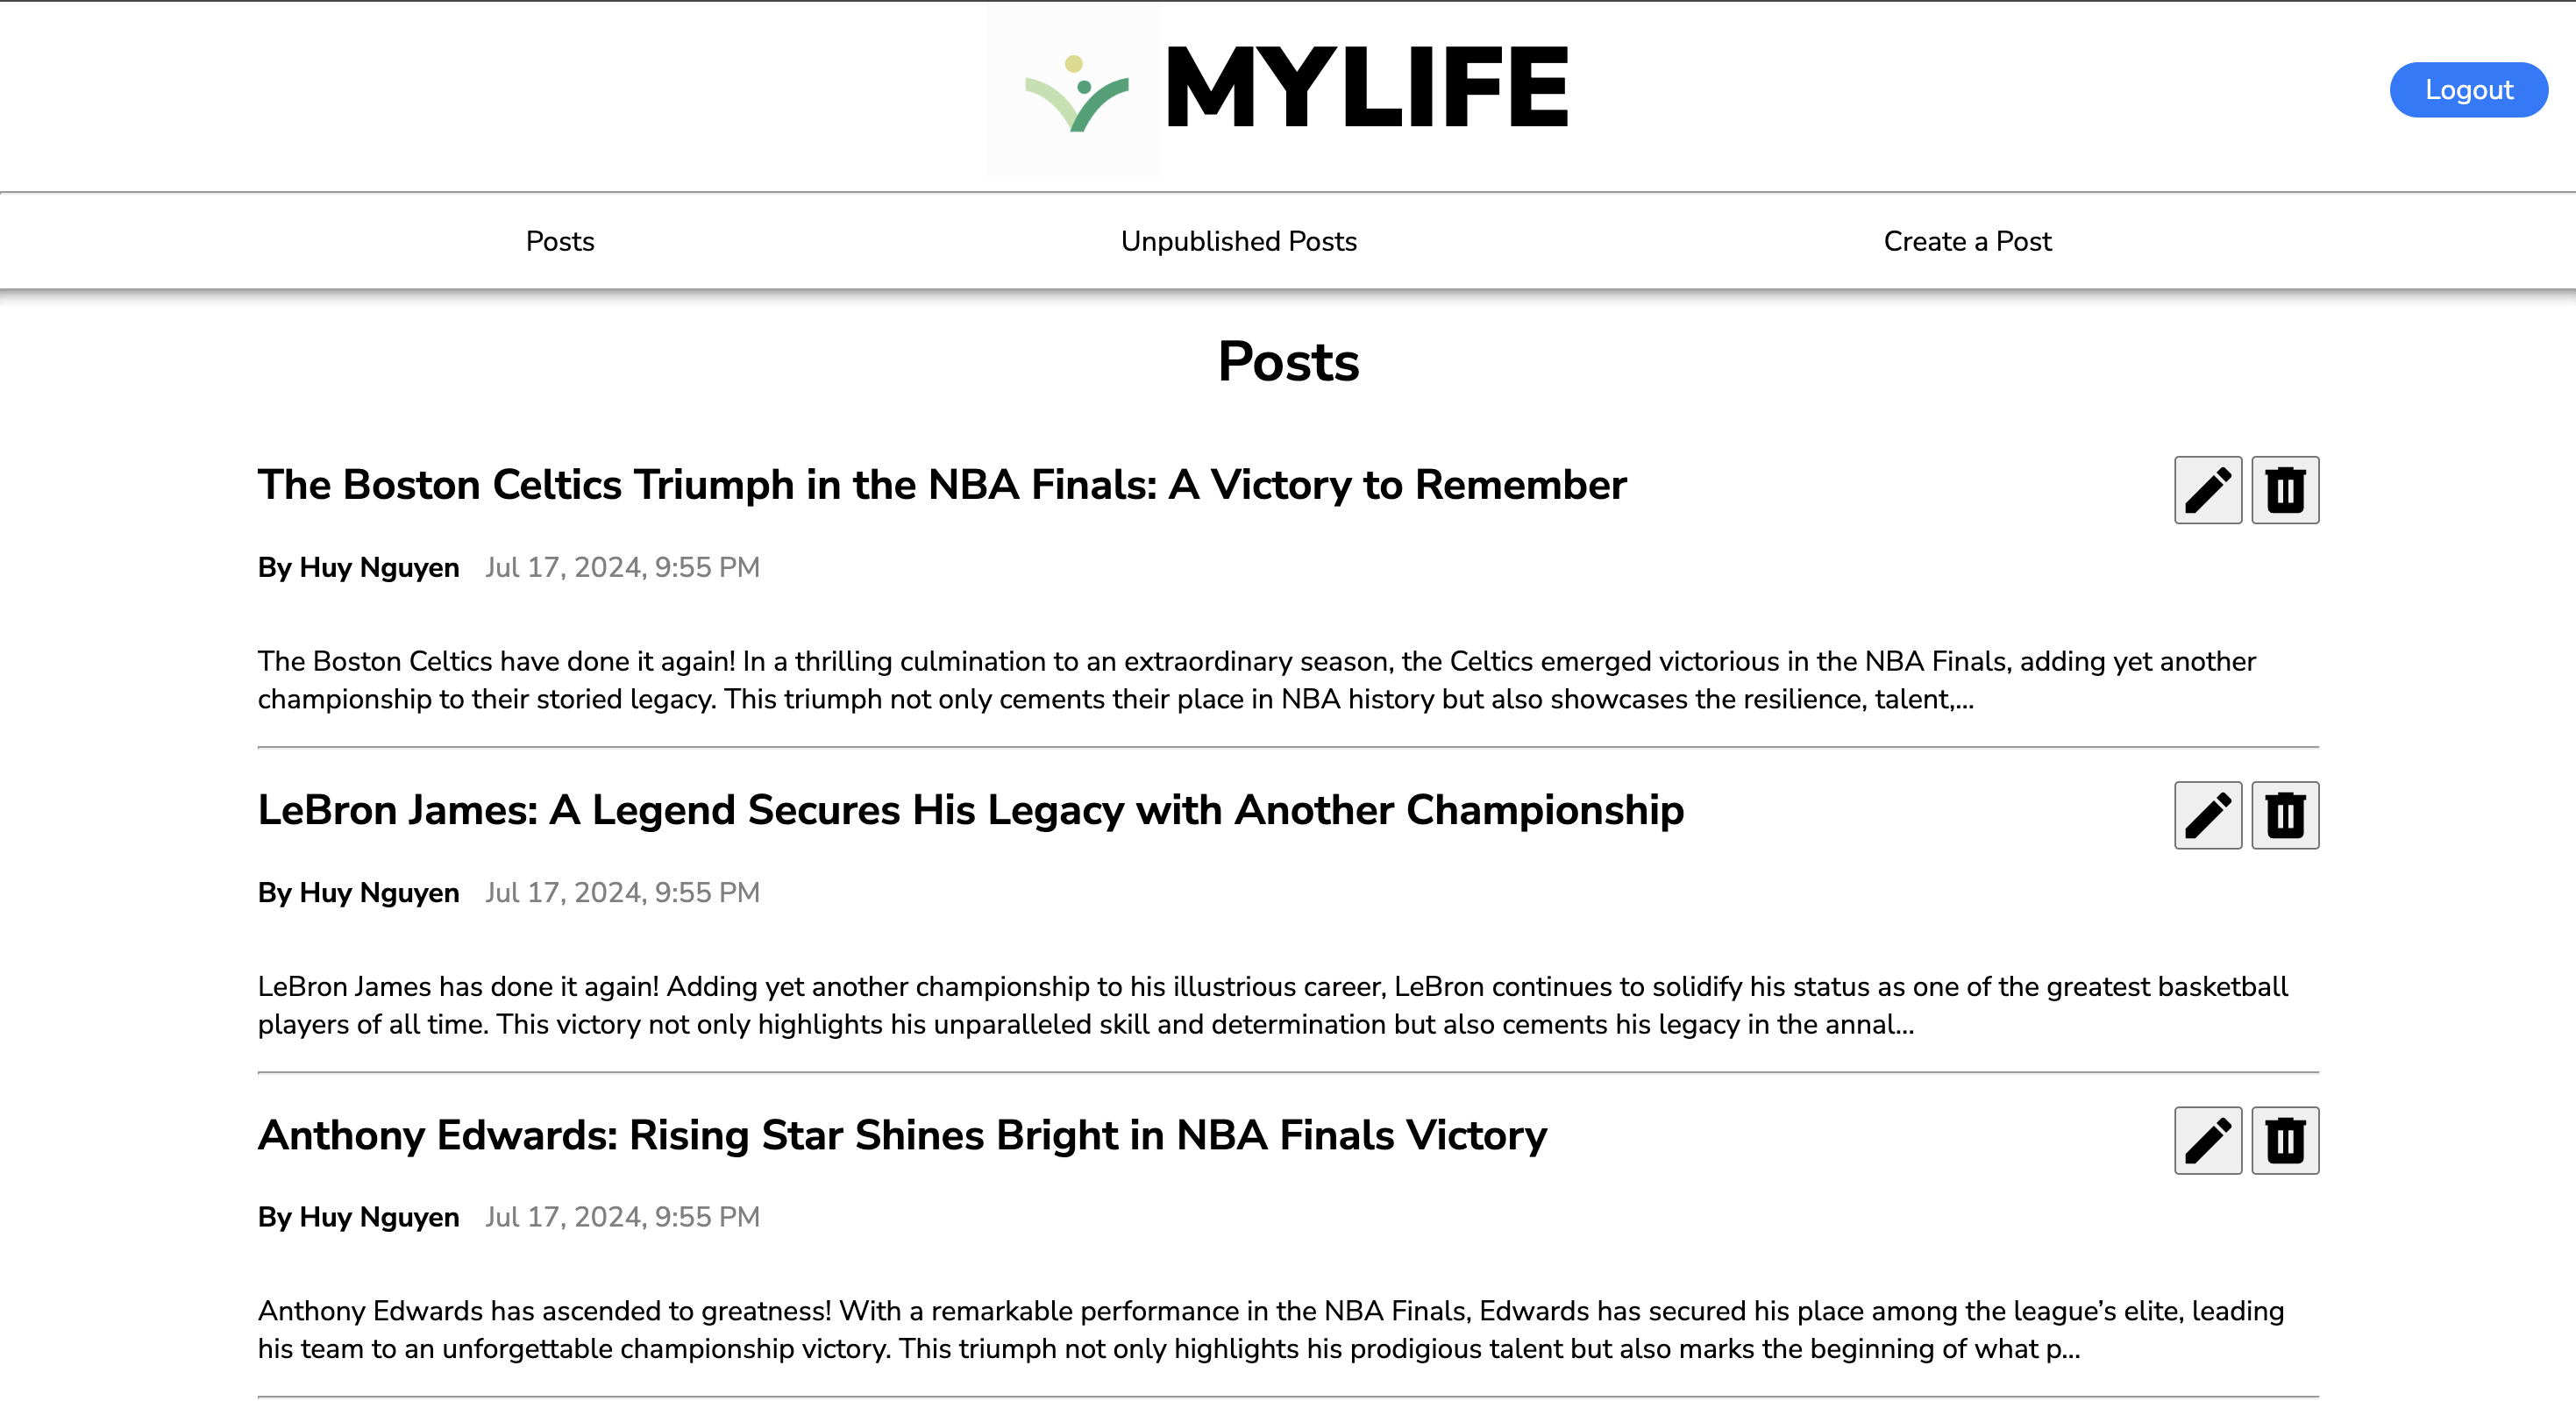 MYLIFE
Logout
Posts
Unpublished Posts
Create a Post
Posts
The Boston Celtics Triumph in the NBA Finals: A Victory to Remember
By Huy Nguyen Jul 17, 2024, 9:55 PM
The Boston Celtics have done it again! In a thrilling culmination to an extraordinary season, the Celtics emerged victorious in the NBA Finals, adding yet another
championship to their storied legacy. This triumph not only cements their place in NBA history but also showcases the resilience, talent,...
LeBron James: A Legend Secures His Legacy with Another Championship
By Huy Nguyen Jul 17, 2024, 9:55 PM
LeBron James has done it again! Adding yet another championship to his illustrious career, LeBron continues to solidify his status as one of the greatest basketball
players of all time. This victory not only highlights his unparalleled skill and determination but also cements his legacy in the annal...
Anthony Edwards: Rising Star Shines Bright in NBA Finals Victory
By Huy Nguyen Jul 17, 2024, 9:55 PM
Anthony Edwards has ascended to greatness! With a remarkable performance in the NBA Finals, Edwards has secured his place among the league’s elite, leading
his team to an unforgettable championship victory. This triumph not only highlights his prodigious talent but also marks the beginning of what p...